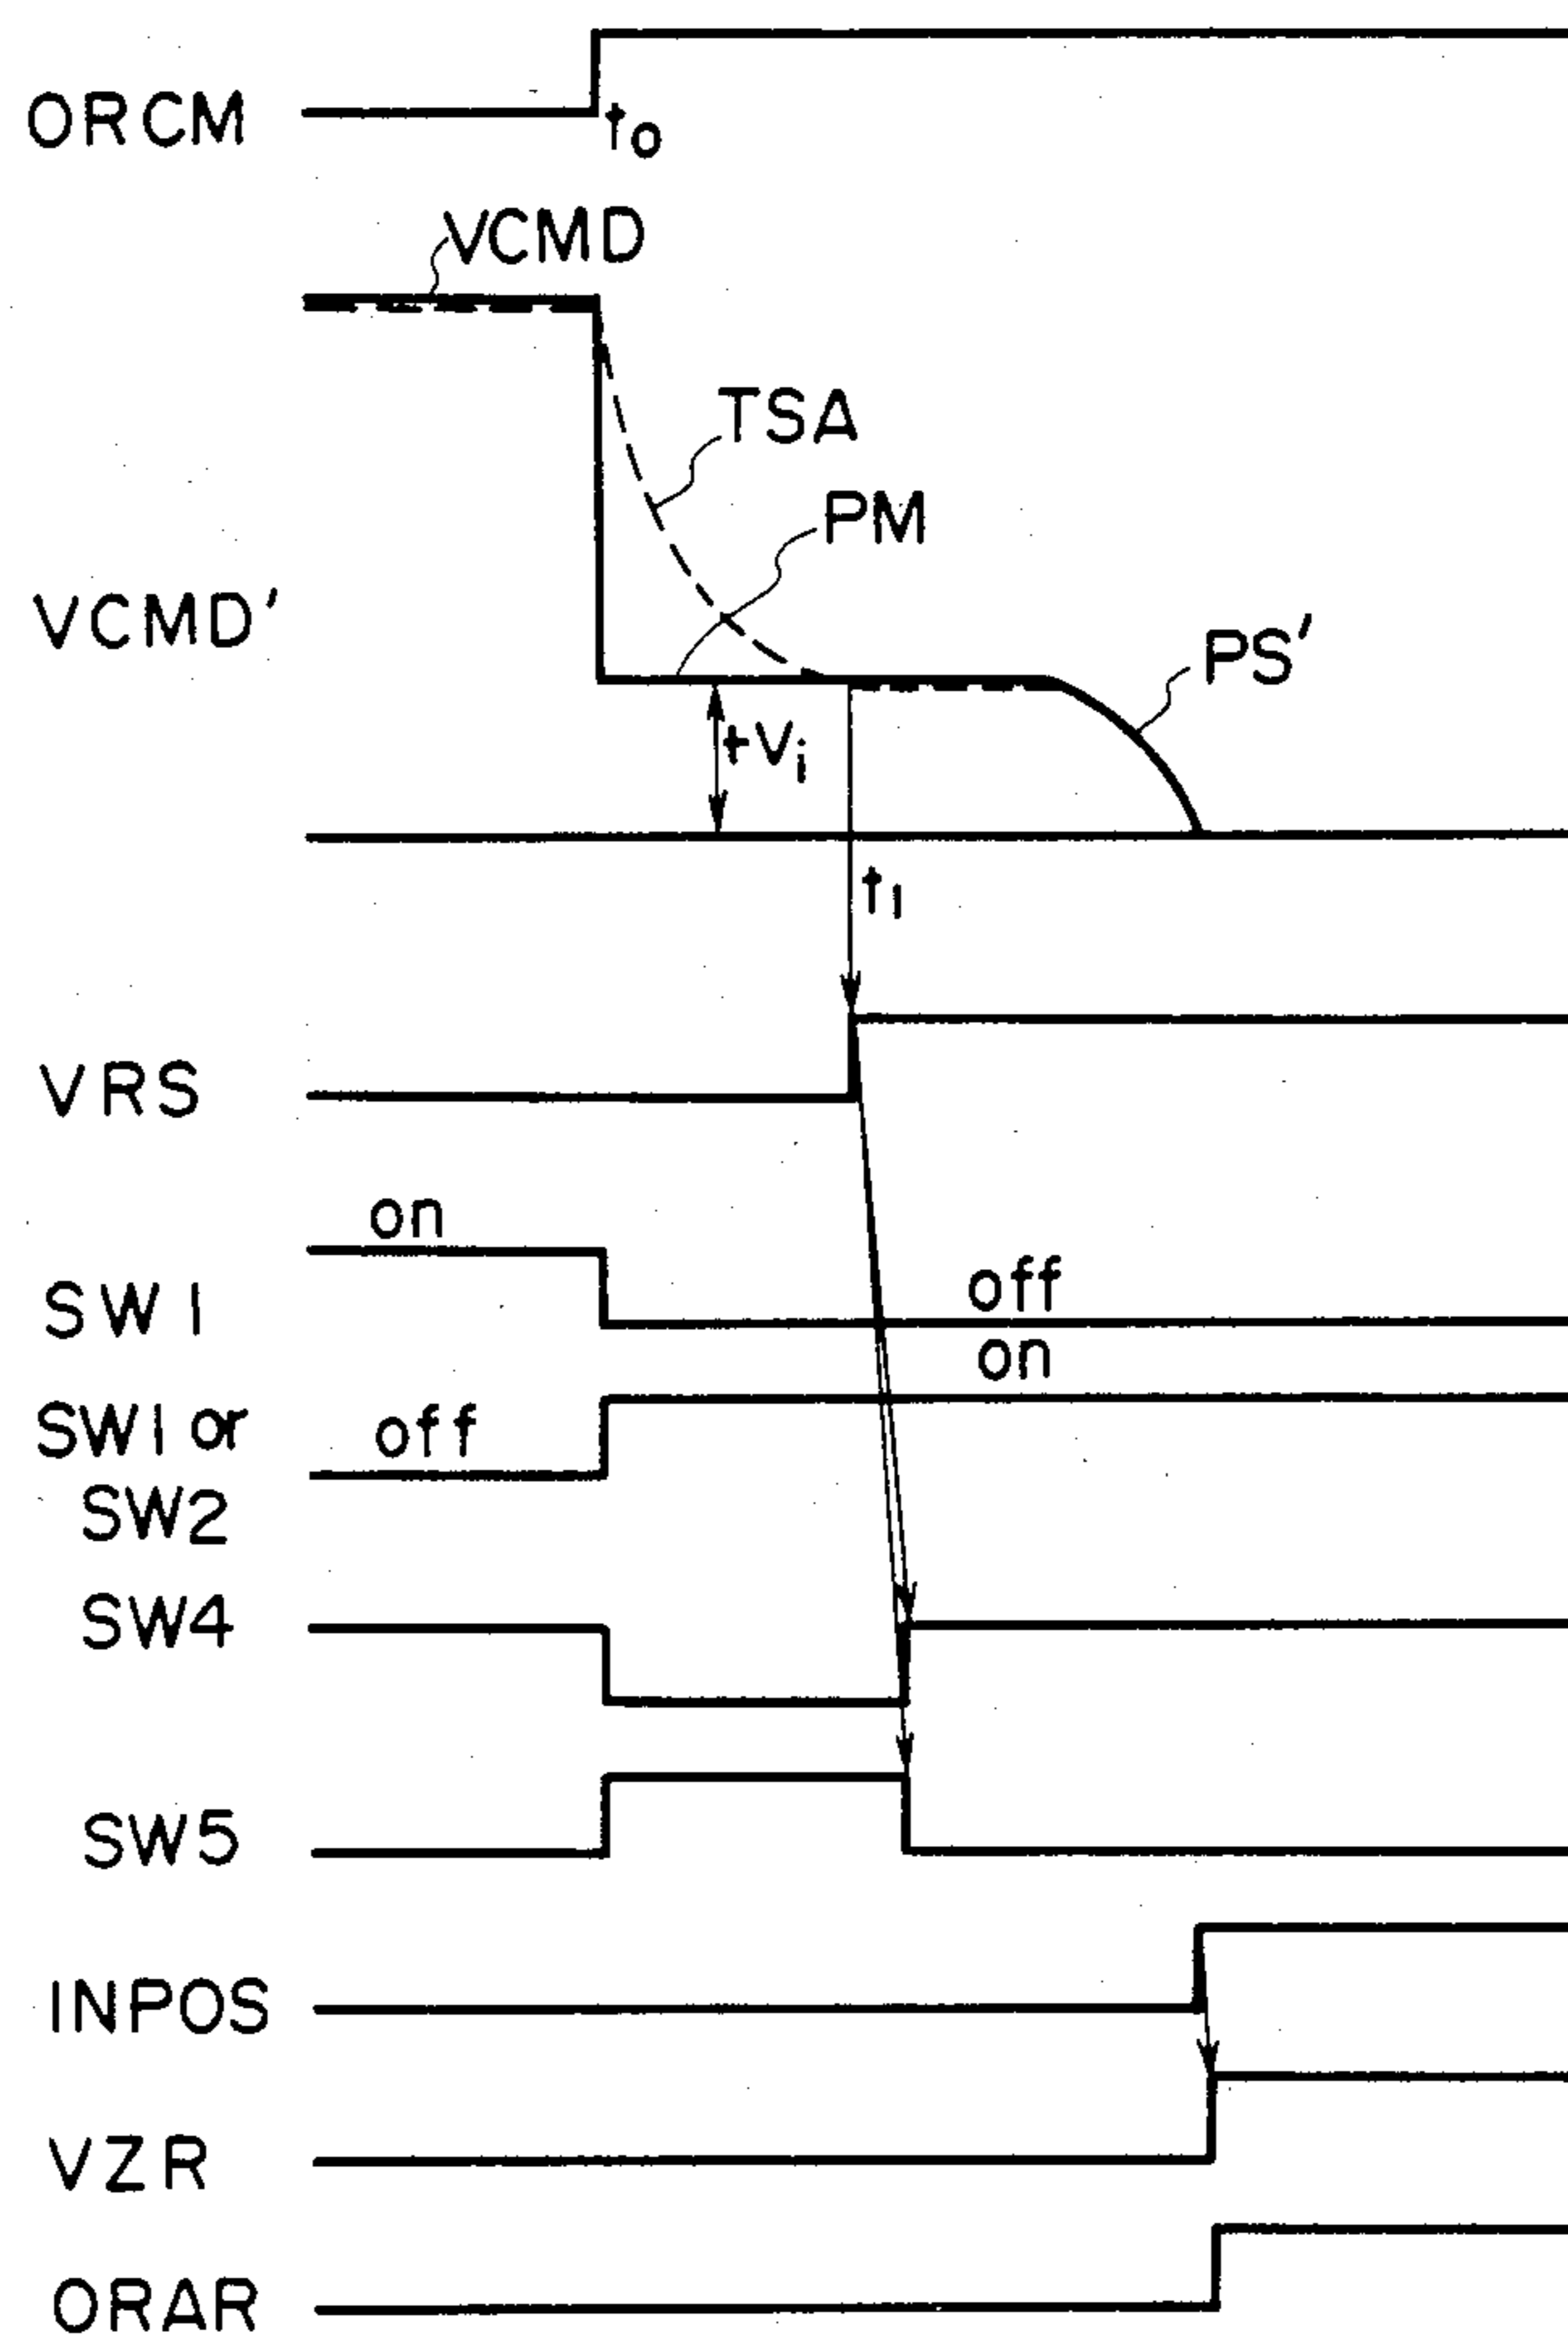 ORCM
to
VCMD
TSA
PM
VCMD'
PS'
+Vi
t1
VRS
on
SW1
off
on
SW1 or
off
SW2
SW4
SW5
INPOS
VZR
ORAR